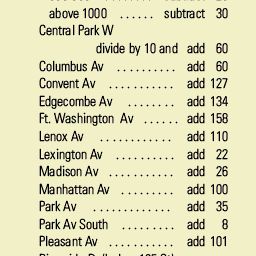 above 1000 ...... subtract 30
Central Park W
divide by 10 and add 60
Columbus Av .......... add 60
Convent Av .......... add 127
Edgecombe Av ........ add 134
Ft. Washington Av ...... add 158
Lenox Av ............ add 110
Lexington Av .......... add 22
Madison Av .......... add 26
Manhattan Av ......... add 100
Park Av ............. add 35
Park Av South ......... add 8
Pleasant Av ........... add 101